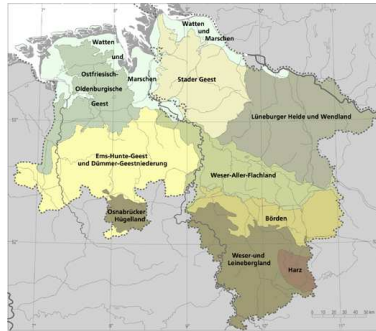 Watten
und
Marschen
Watten
und
Marschen
Ostfriesisch-
Oldenburgische
Geest
Stader Geest
Lüneburger Heide und Wendland
Ems-Hunte-Geest
und Dümmer-Geestniederung
Weser-Aller-Flachland
Osnabrücker
Hügelland
Börden
Weser-und
Leinebergland
Harz